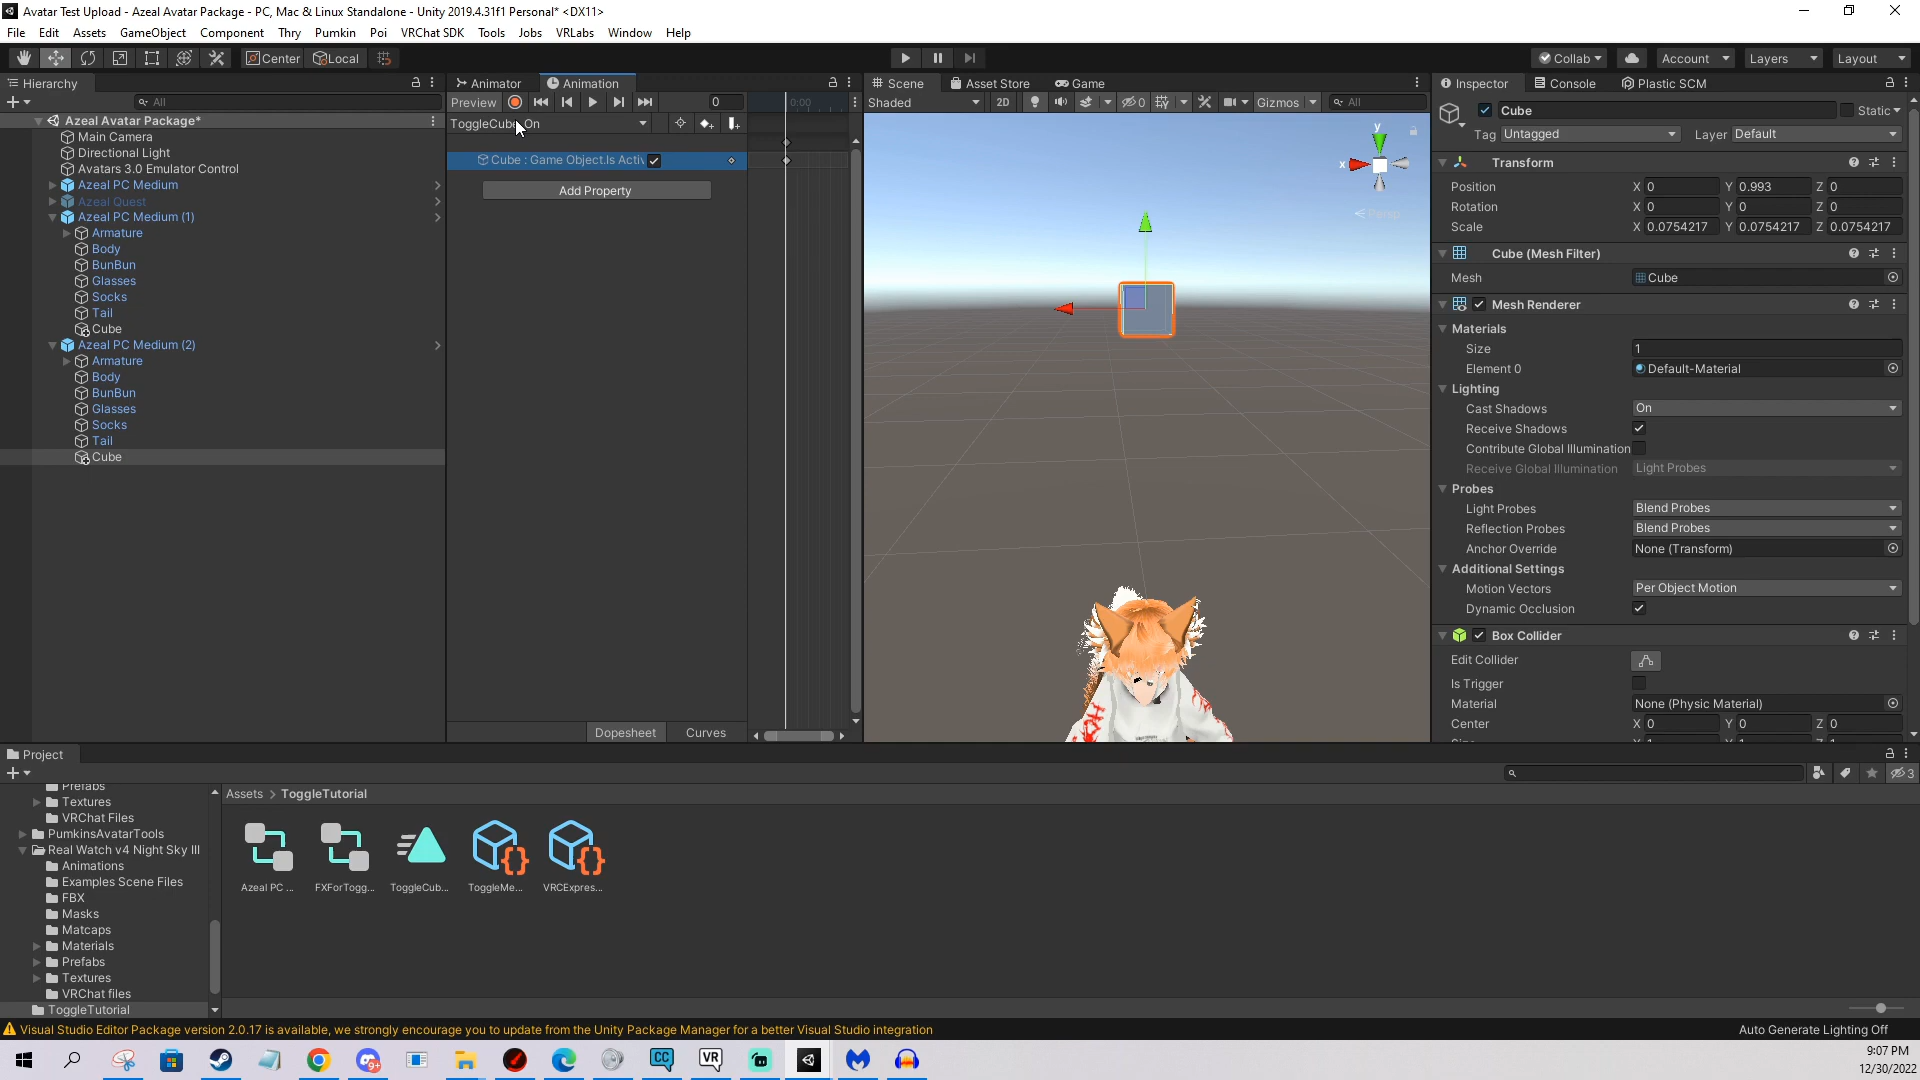 Avatar Test Upload - Azeal Avatar Package - PC, Mac & Linux Standalone - Unity 2019.4.31f1 Personal* <DX11>
File Edit Assets GameObject Component Thry Pumkin Poi VRChat SDK Tools Jobs VRLabs Window Help
Center Local Collab Account Layers Layout
Hierarchy
All
Azeal Avatar Package*
Main Camera
Directional Light
Avatars 3.0 Emulator Control
Azeal PC Medium
Azeal Quest
Azeal PC Medium (1)
Armature
Body
BunBun
Glasses
Socks
Tail
Cube
Azeal PC Medium (2)
Armature
Body
BunBun
Glasses
Socks
Tail
Cube
Animator Animation
Preview 0 0:00
ToggleCube On
Cube : Game Object.Is Activ
Add Property
Dopesheet Curves
Scene Asset Store Game
Shaded 2D 0 Gizmos All
y
x
Persp
Inspector Console Plastic SCM
Cube Static
Tag Untagged Layer Default
Transform
Position X 0 Y 0.993 Z 0
Rotation X 0 Y 0 Z 0
Scale X 0.0754217 Y 0.0754217 Z 0.0754217
Cube (Mesh Filter)
Mesh Cube
Mesh Renderer
Materials
Size 1
Element 0 Default-Material
Lighting
Cast Shadows On
Receive Shadows
Contribute Global Illumination
Receive Global Illumination Light Probes
Probes
Light Probes Blend Probes
Reflection Probes Blend Probes
Anchor Override None (Transform)
Additional Settings
Motion Vectors Per Object Motion
Dynamic Occlusion
Box Collider
Edit Collider
Is Trigger
Material None (Physic Material)
Center X 0 Y 0 Z 0
Project
3
Prefabs
Textures
VRChat Files
PumkinsAvatarTools
Real Watch v4 Night Sky III
Animations
Examples Scene Files
FBX
Masks
Matcaps
Materials
Prefabs
Textures
VRChat files
ToggleTutorial
Assets > ToggleTutorial
Azeal PC ... FXForTogg... ToggleCub... ToggleMe... VRCExpres...
Visual Studio Editor Package version 2.0.17 is available, we strongly encourage you to update from the Unity Package Manager for a better Visual Studio integration
Auto Generate Lighting Off
CC VR
9:07 PM
12/30/2022